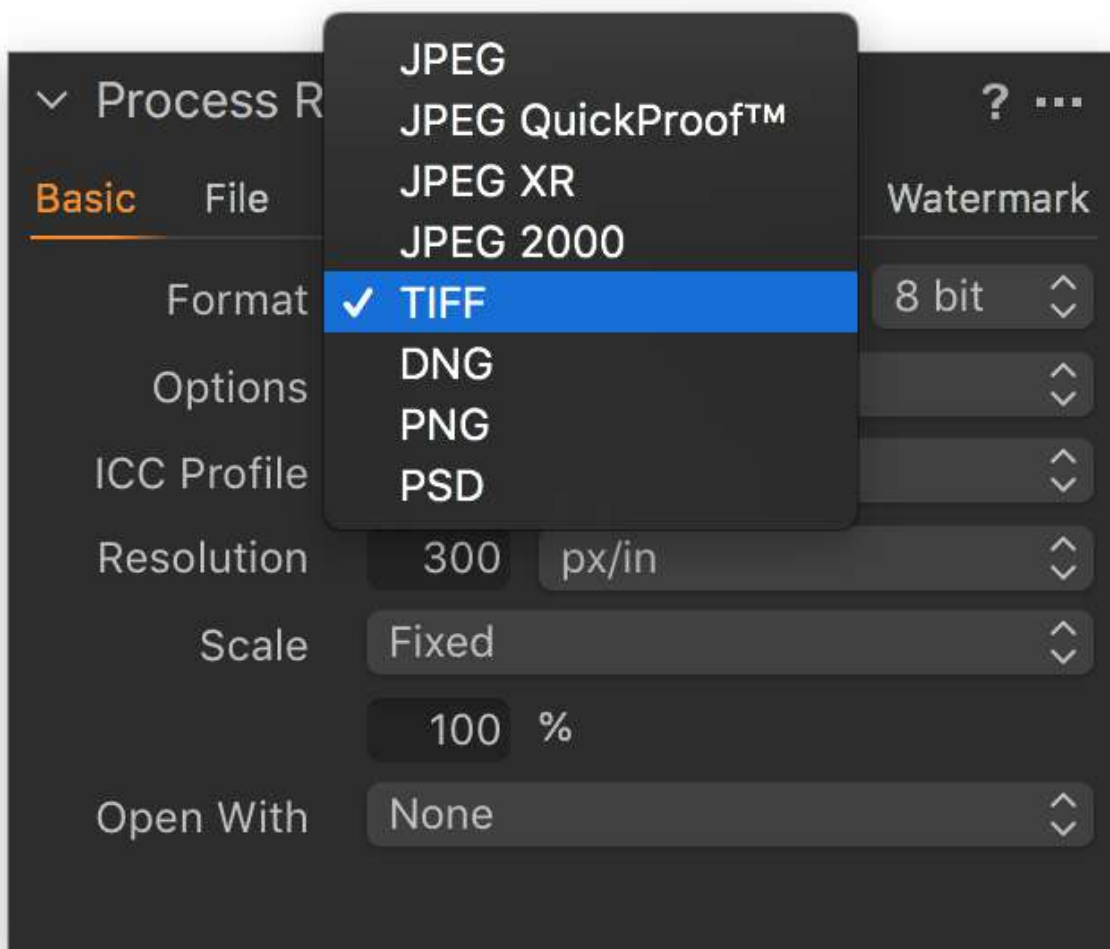 JPEG
JPEG QuickProof™
JPEG XR
JPEG 2000
✓ TIFF
DNG
PNG
PSD
Process R ? ...
Basic File Watermark
Format 8 bit
Options
ICC Profile
Resolution 300 px/in
Scale Fixed
100 %
Open With None